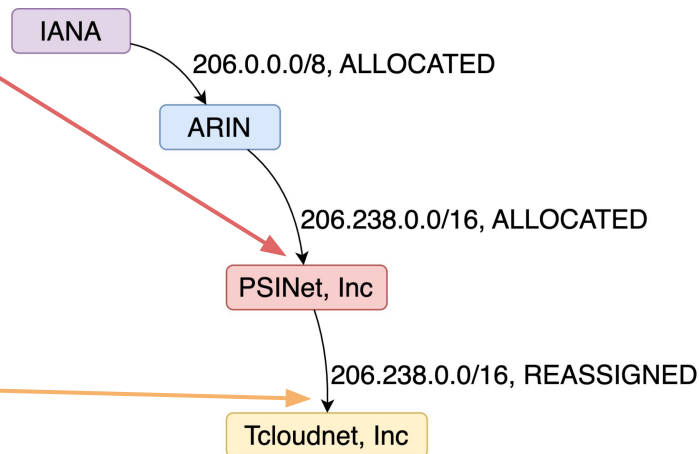 IANA
206.0.0.0/8, ALLOCATED
ARIN
206.238.0.0/16, ALLOCATED
PSINet, Inc
206.238.0.0/16, REASSIGNED
Tcloudnet, Inc